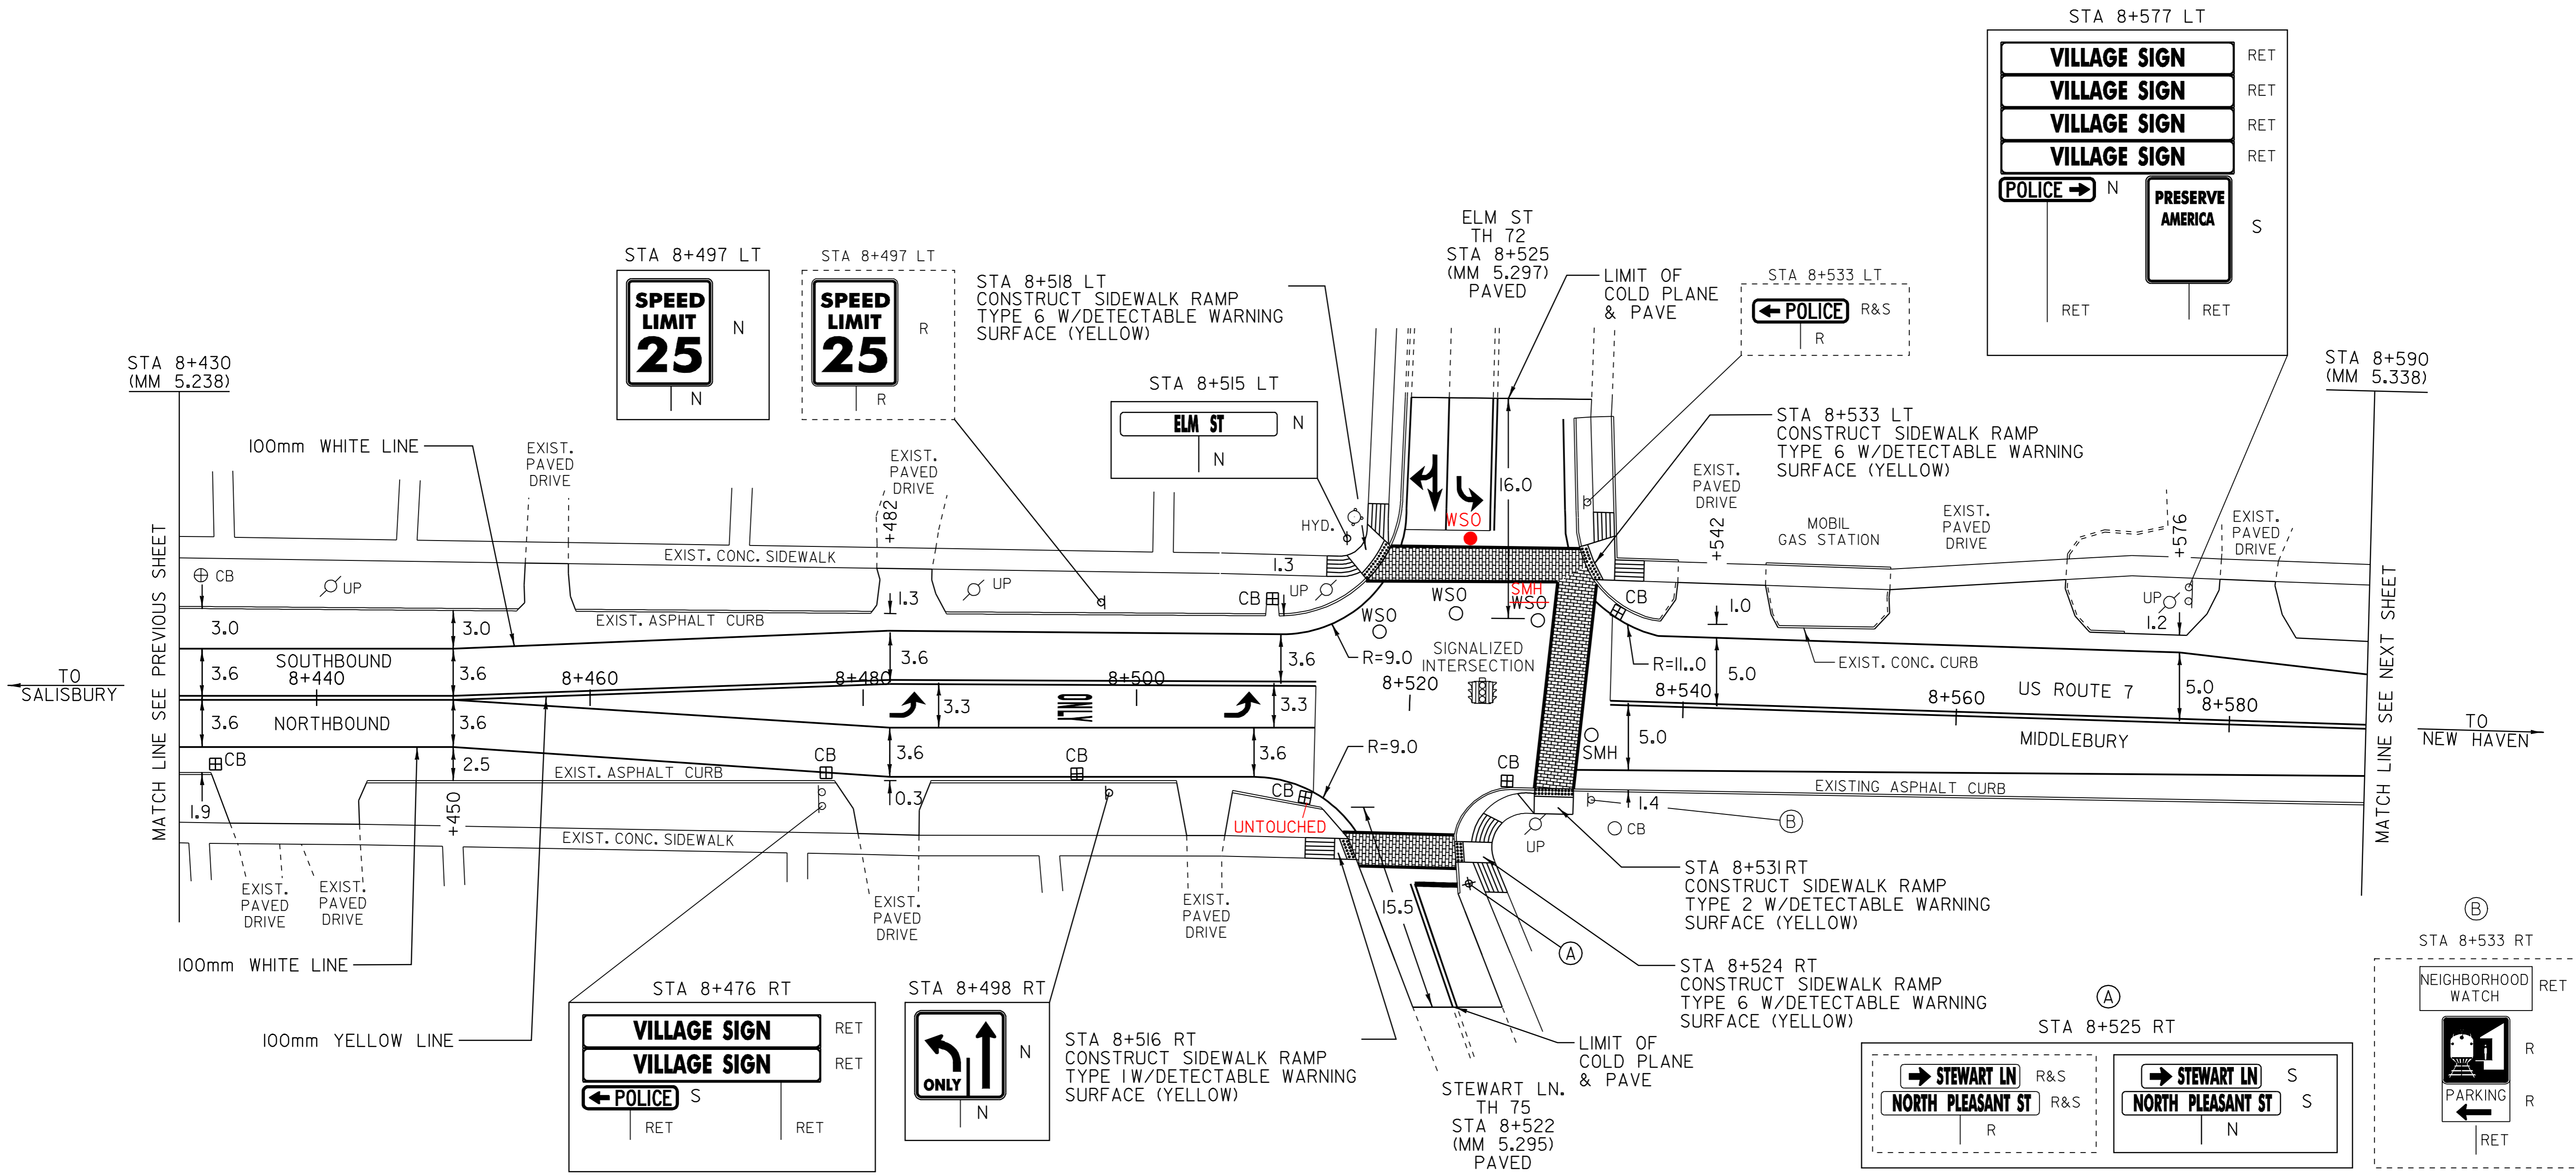 STA 8+577 LT
VILLAGE SIGN RET
VILLAGE SIGN RET
VILLAGE SIGN RET
VILLAGE SIGN RET
POLICE → N
PRESERVE
AMERICA
S
RET
RET
ELM ST
TH 72
STA 8+525
(MM 5.297)
PAVED
STA 8+497 LT
SPEED
LIMIT
25
N
N
STA 8+497 LT
SPEED
LIMIT
25
R
R
STA 8+518 LT
CONSTRUCT SIDEWALK RAMP
TYPE 6 W/DETECTABLE WARNING
SURFACE (YELLOW)
LIMIT OF
COLD PLANE
& PAVE
STA 8+533 LT
← POLICE R&S
R
STA 8+430
(MM 5.238)
STA 8+590
(MM 5.338)
STA 8+515 LT
ELM ST N
N
STA 8+533 LT
CONSTRUCT SIDEWALK RAMP
TYPE 6 W/DETECTABLE WARNING
SURFACE (YELLOW)
100mm WHITE LINE
EXIST.
PAVED
DRIVE
EXIST.
PAVED
DRIVE
+482
16.0
EXIST.
PAVED
DRIVE
+542
MOBIL
GAS STATION
EXIST.
PAVED
DRIVE
+576
EXIST.
PAVED
DRIVE
HYD.
WSO
MATCH LINE SEE PREVIOUS SHEET
EXIST. CONC. SIDEWALK
CB
UP
UP
1.3
UP
CB
1.3
SMH
WSO
WSO
WSO
CB
1.0
UP
1.2
MATCH LINE SEE NEXT SHEET
3.0
3.0
EXIST. ASPHALT CURB
SOUTHBOUND
3.6
3.6
3.6
3.6
R=9.0
SIGNALIZED
INTERSECTION
R=11..0
EXIST. CONC. CURB
5.0
5.0
US ROUTE 7
TO
SALISBURY
8+440
8+460
8+480
8+500
8+520
8+540
8+560
8+580
3.3
ONLY
3.3
NORTHBOUND
3.6
3.6
3.6
3.6
5.0
MIDDLEBURY
TO
NEW HAVEN
R=9.0
SMH
CB
2.5
EXIST. ASPHALT CURB
CB
CB
CB
CB
EXISTING ASPHALT CURB
1.9
+450
0.3
UNTOUCHED
1.4
B
CB
UP
EXIST. CONC. SIDEWALK
EXIST.
PAVED
DRIVE
EXIST.
PAVED
DRIVE
EXIST.
PAVED
DRIVE
EXIST.
PAVED
DRIVE
15.5
A
STA 8+531 RT
CONSTRUCT SIDEWALK RAMP
TYPE 2 W/DETECTABLE WARNING
SURFACE (YELLOW)
100mm WHITE LINE
STA 8+524 RT
CONSTRUCT SIDEWALK RAMP
TYPE 6 W/DETECTABLE WARNING
SURFACE (YELLOW)
100mm YELLOW LINE
STA 8+476 RT
VILLAGE SIGN RET
VILLAGE SIGN RET
← POLICE S
RET
RET
STA 8+498 RT
ONLY
N
N
STA 8+516 RT
CONSTRUCT SIDEWALK RAMP
TYPE 1 W/DETECTABLE WARNING
SURFACE (YELLOW)
LIMIT OF
COLD PLANE
& PAVE
STEWART LN.
TH 75
STA 8+522
(MM 5.295)
PAVED
A
STA 8+525 RT
→ STEWART LN R&S
NORTH PLEASANT ST R&S
R
→ STEWART LN S
NORTH PLEASANT ST S
N
B
STA 8+533 RT
NEIGHBORHOOD
WATCH
RET
R
PARKING
←
R
RET